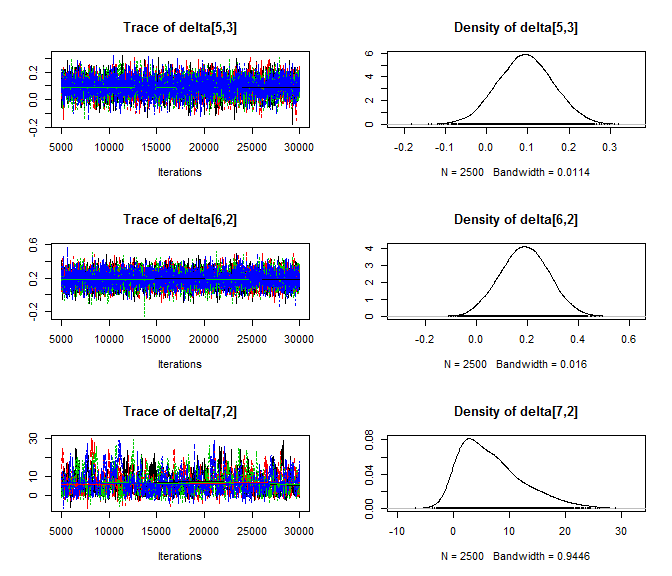 Trace of delta[5,3]
-0.2 0.0 0.2
5000 10000 15000 20000 25000 30000
Iterations
Density of delta[5,3]
0 2 4 6
-0.2 -0.1 0.0 0.1 0.2 0.3
N = 2500 Bandwidth = 0.0114
Trace of delta[6,2]
-0.2 0.2 0.6
5000 10000 15000 20000 25000 30000
Iterations
Density of delta[6,2]
0 1 2 3 4
-0.2 0.0 0.2 0.4 0.6
N = 2500 Bandwidth = 0.016
Trace of delta[7,2]
0 10 30
5000 10000 15000 20000 25000 30000
Iterations
Density of delta[7,2]
0.00 0.04 0.08
-10 0 10 20 30
N = 2500 Bandwidth = 0.9446